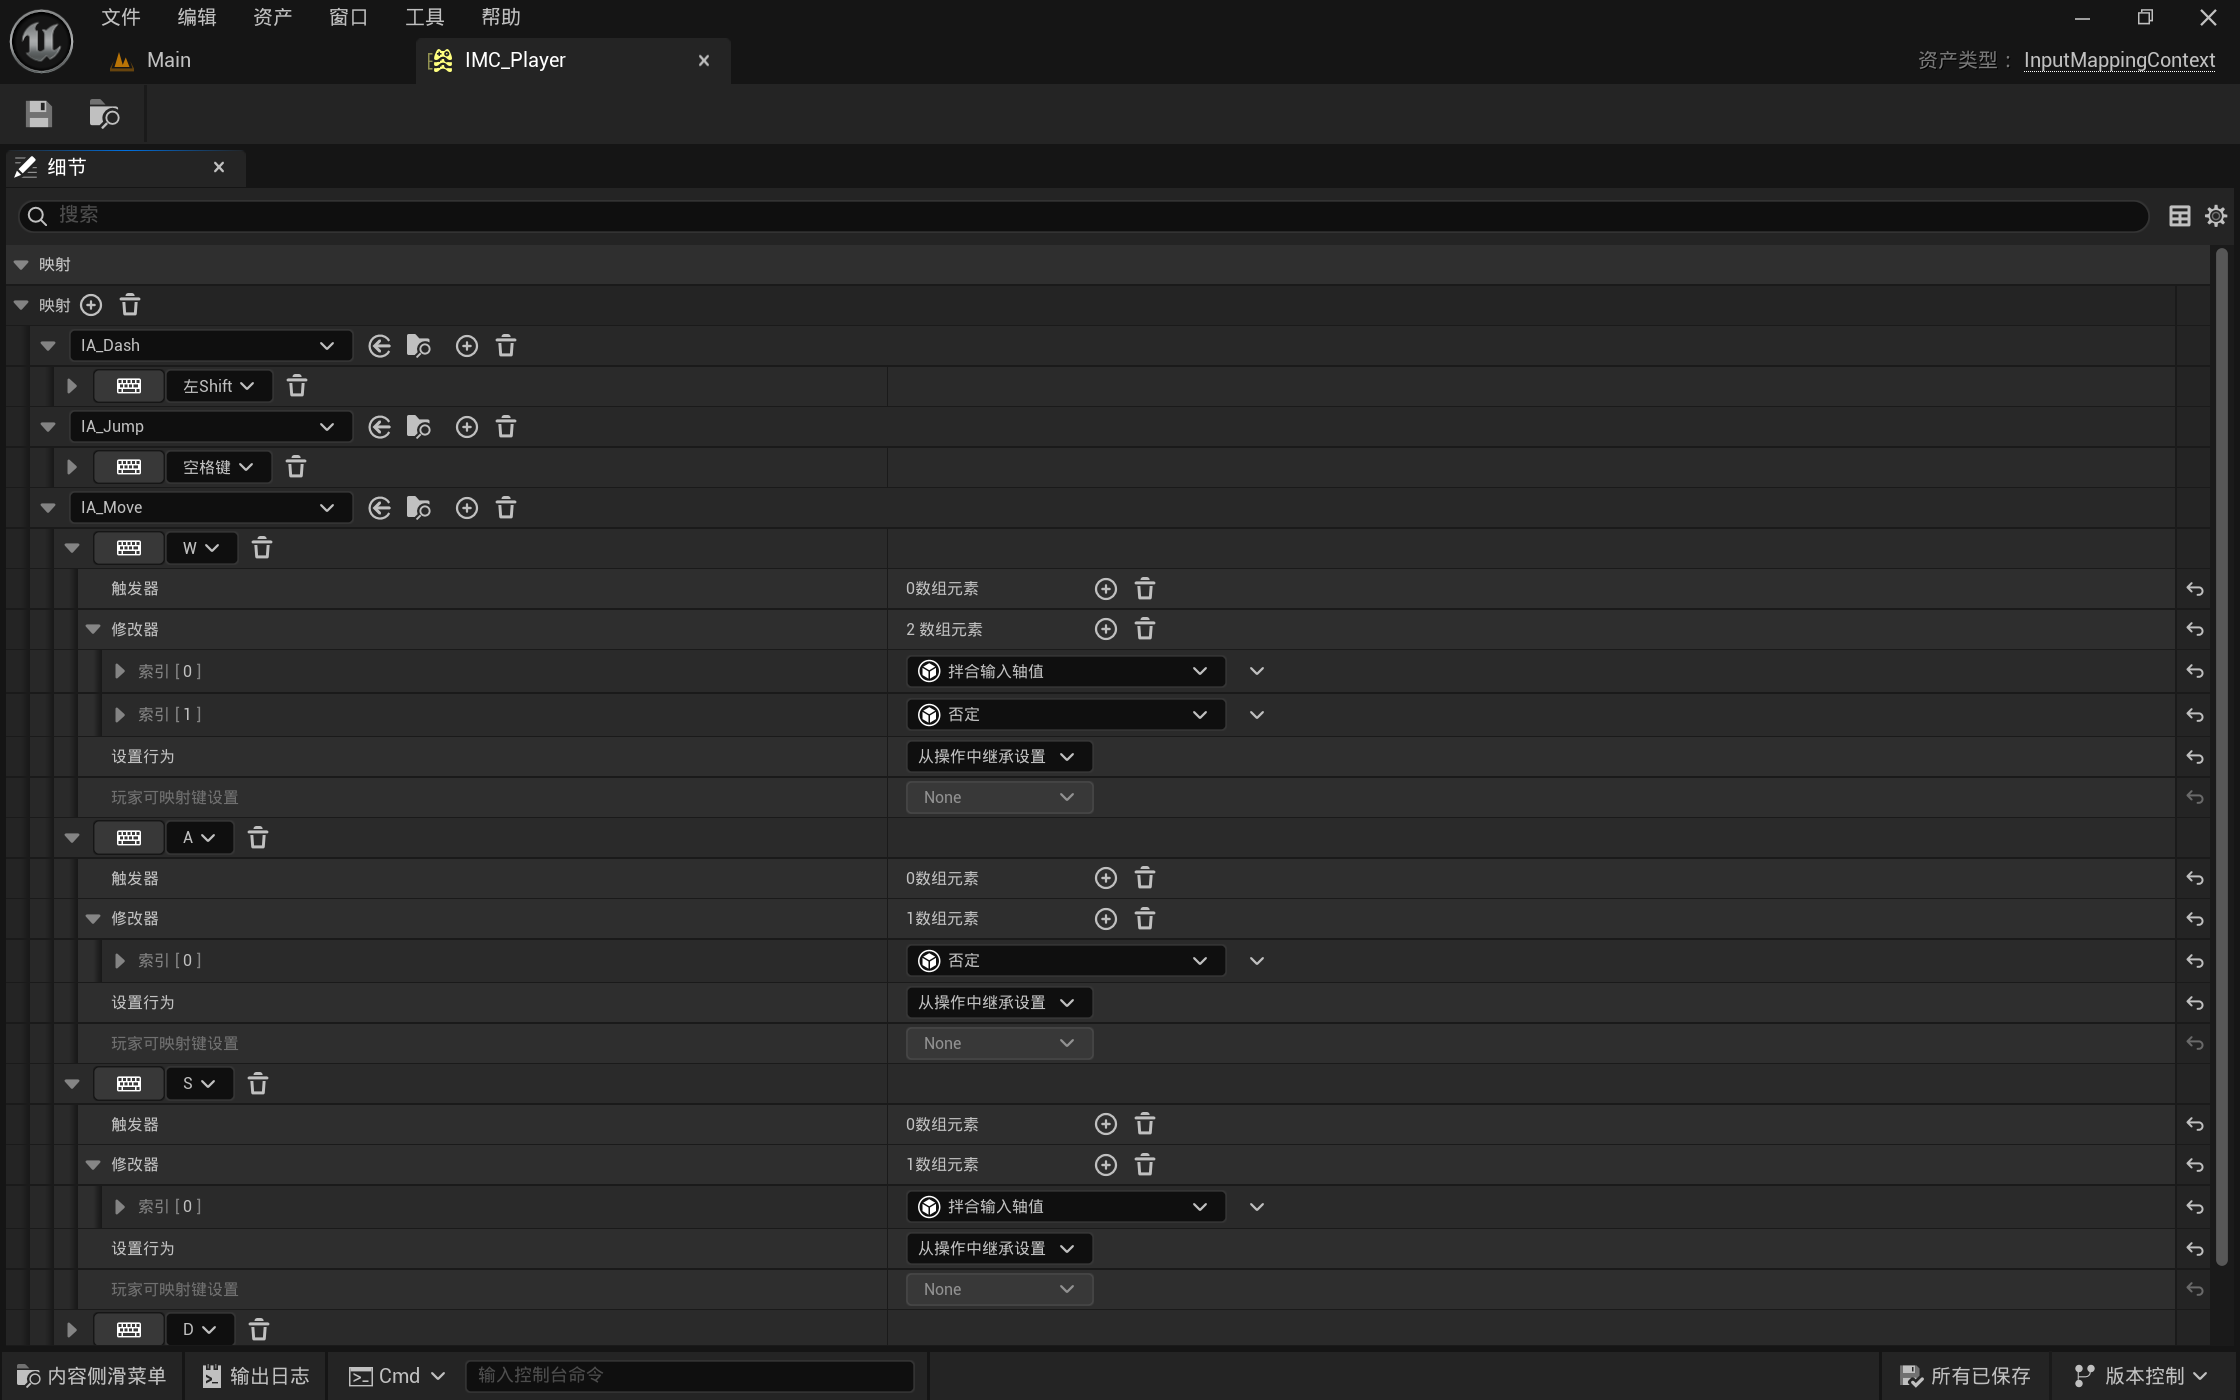 文件 编辑 资产 窗口 工具 帮助
Main IMC_Player 资产类型： InputMappingContext
细节
搜索
映射
映射
IA_Dash
左Shift
IA_Jump
空格键
IA_Move
W
触发器 0数组元素
修改器 2 数组元素
索引 [ 0 ] 拌合输入轴值
索引 [ 1 ] 否定
设置行为 从操作中继承设置
玩家可映射键设置 None
A
触发器 0数组元素
修改器 1数组元素
索引 [ 0 ] 否定
设置行为 从操作中继承设置
玩家可映射键设置 None
S
触发器 0数组元素
修改器 1数组元素
索引 [ 0 ] 拌合输入轴值
设置行为 从操作中继承设置
玩家可映射键设置 None
D
内容侧滑菜单 输出日志 Cmd 输入控制台命令 所有已保存 版本控制